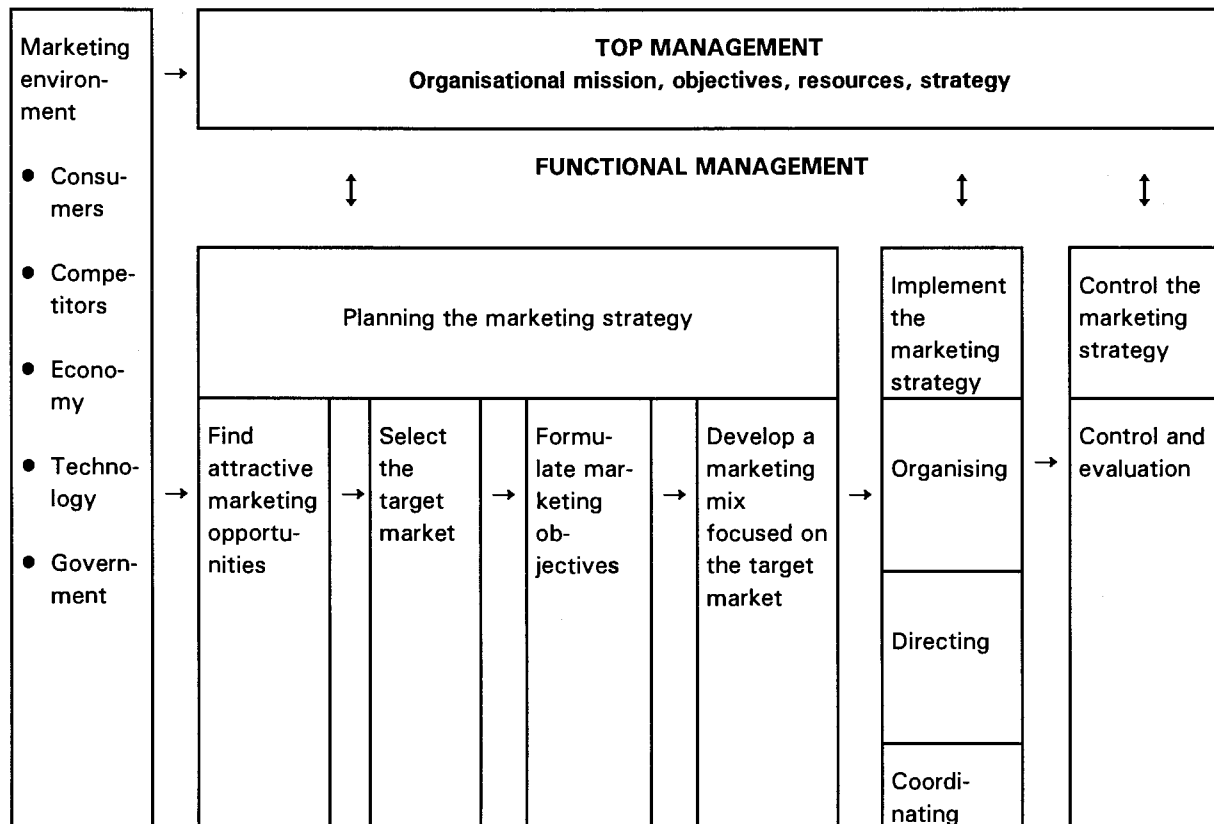 Marketing
environ-
ment
● Consu-
mers
● Compe-
titors
● Econo-
my
● Techno-
logy
● Govern-
ment
→
TOP MANAGEMENT
Organisational mission, objectives, resources, strategy
FUNCTIONAL MANAGEMENT
↕ ↕ ↕
Planning the marketing strategy
→
Find
attractive
marketing
opportu-
nities
→
Select
the
target
market
→
Formu-
late mar-
keting
ob-
jectives
→
Develop a
marketing
mix
focused on
the target
market
→
Implement
the
marketing
strategy
Organising
Directing
Coordi-
nating
→
Control the
marketing
strategy
Control and
evaluation